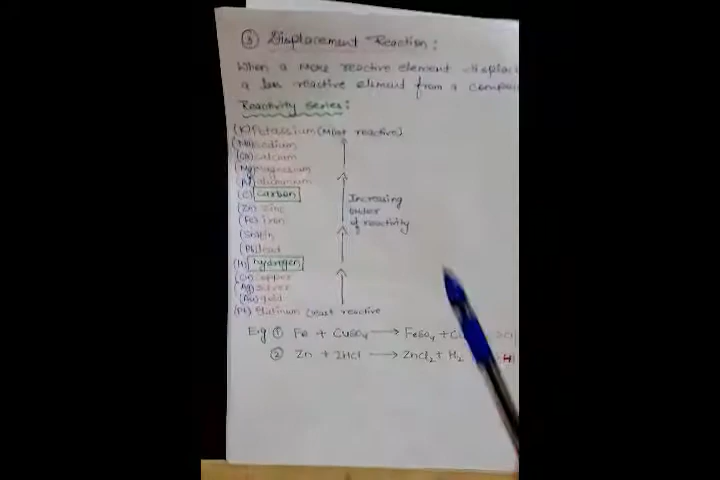 ③ Displacement Reaction:
When a more reactive element displac
a less reactive element from a compou
Reactivity series:
(K) Potassium (Most reactive)
(Na) Sodium
(Ca) calcium
(Mg) Magnesium
(Al) aluminium
(C) carbon
(Zn) Zinc
(Fe) iron
(Sn) tin
(Pb) lead
(H) hydrogen
(Cu) copper
(Ag) silver
(Au) gold
(Pt) Platinum Least reactive
Increasing
order
of reactivity
Eg ① Fe + CuSO4 → FeSO4 + Cu
② Zn + 2HCl → ZnCl2 + H2 H